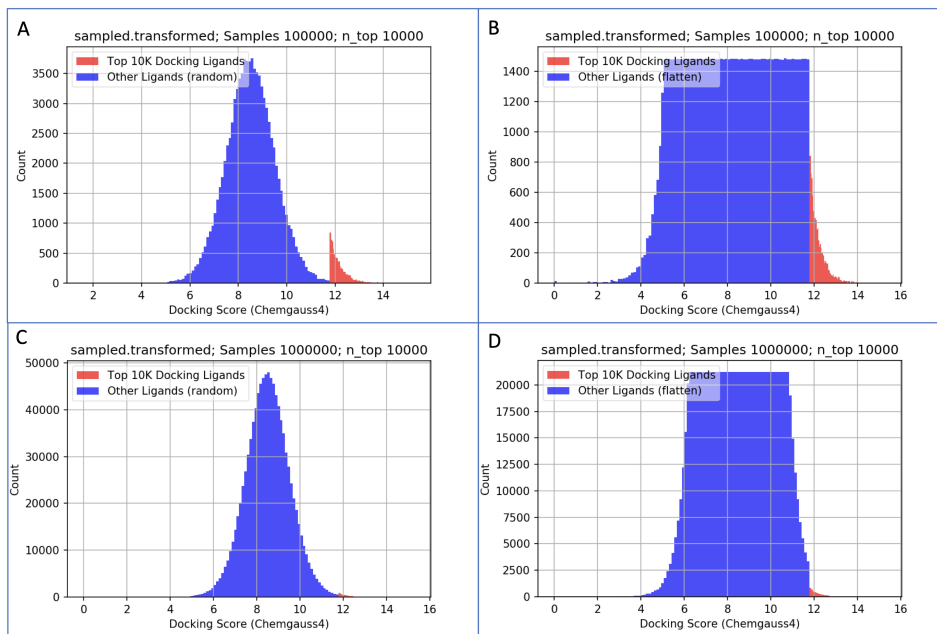 A
sampled.transformed; Samples 100000; n_top 10000
Top 10K Docking Ligands
Other Ligands (random)
Count
3500
3000
2500
2000
1500
1000
500
0
2 4 6 8 10 12 14
Docking Score (Chemgauss4)
B
sampled.transformed; Samples 100000; n_top 10000
Top 10K Docking Ligands
Other Ligands (flatten)
Count
1400
1200
1000
800
600
400
200
0
0 2 4 6 8 10 12 14 16
Docking Score (Chemgauss4)
C
sampled.transformed; Samples 1000000; n_top 10000
Top 10K Docking Ligands
Other Ligands (random)
Count
50000
40000
30000
20000
10000
0
0 2 4 6 8 10 12 14 16
Docking Score (Chemgauss4)
D
sampled.transformed; Samples 1000000; n_top 10000
Top 10K Docking Ligands
Other Ligands (flatten)
Count
20000
17500
15000
12500
10000
7500
5000
2500
0
0 2 4 6 8 10 12 14 16
Docking Score (Chemgauss4)